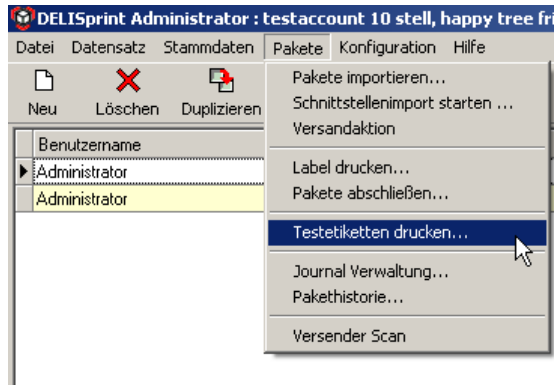 DELISprint Administrator : testaccount 10 stell, happy tree fri
Datei Datensatz Stammdaten Pakete Konfiguration Hilfe
Neu Löschen Duplizieren
Benutzername
Administrator
Administrator
Pakete importieren...
Schnittstellenimport starten ...
Versandaktion
Label drucken...
Pakete abschließen...
Testetiketten drucken...
Journal Verwaltung...
Pakethistorie...
Versender Scan